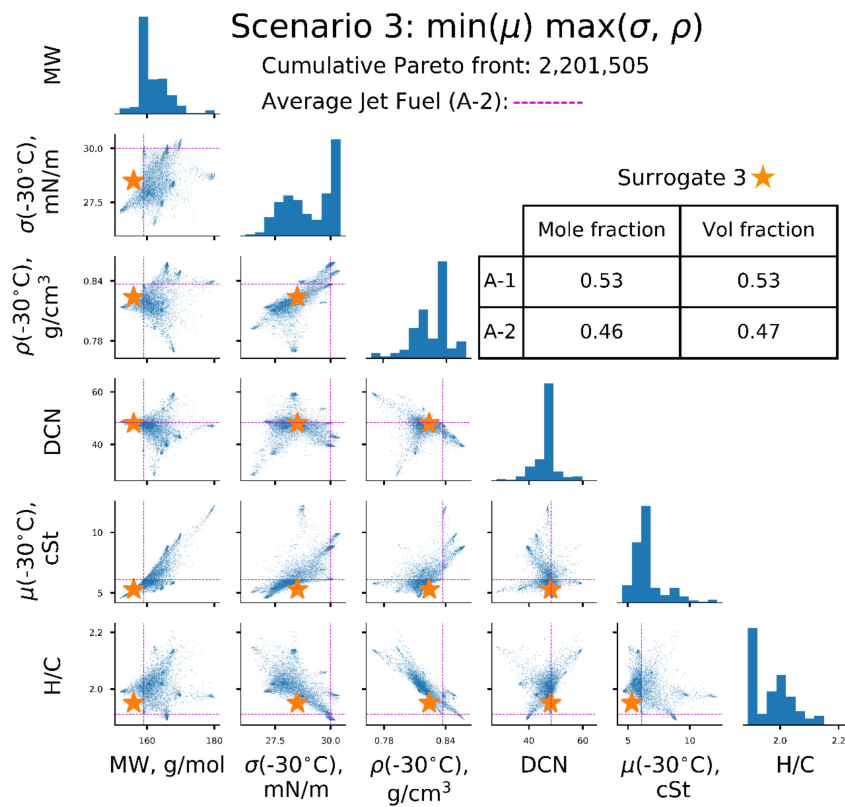 Scenario 3: min(μ) max(σ, ρ)
Cumulative Pareto front: 2,201,505
Average Jet Fuel (A-2):
MW
30.0
27.5
σ(-30°C),
mN/m
Surrogate 3
Mole fraction Vol fraction
A-1 0.53 0.53
A-2 0.46 0.47
0.84
0.78
ρ(-30°C),
g/cm³
60
40
DCN
40 60
10
5
μ(-30°C),
cSt
5 10
2.2
2.0
H/C
160 180
27.5 30.0
0.78 0.84
40 60
5 10
2.0 2.2
MW, g/mol
σ(-30°C),
mN/m
ρ(-30°C),
g/cm³
DCN
μ(-30°C),
cSt
H/C